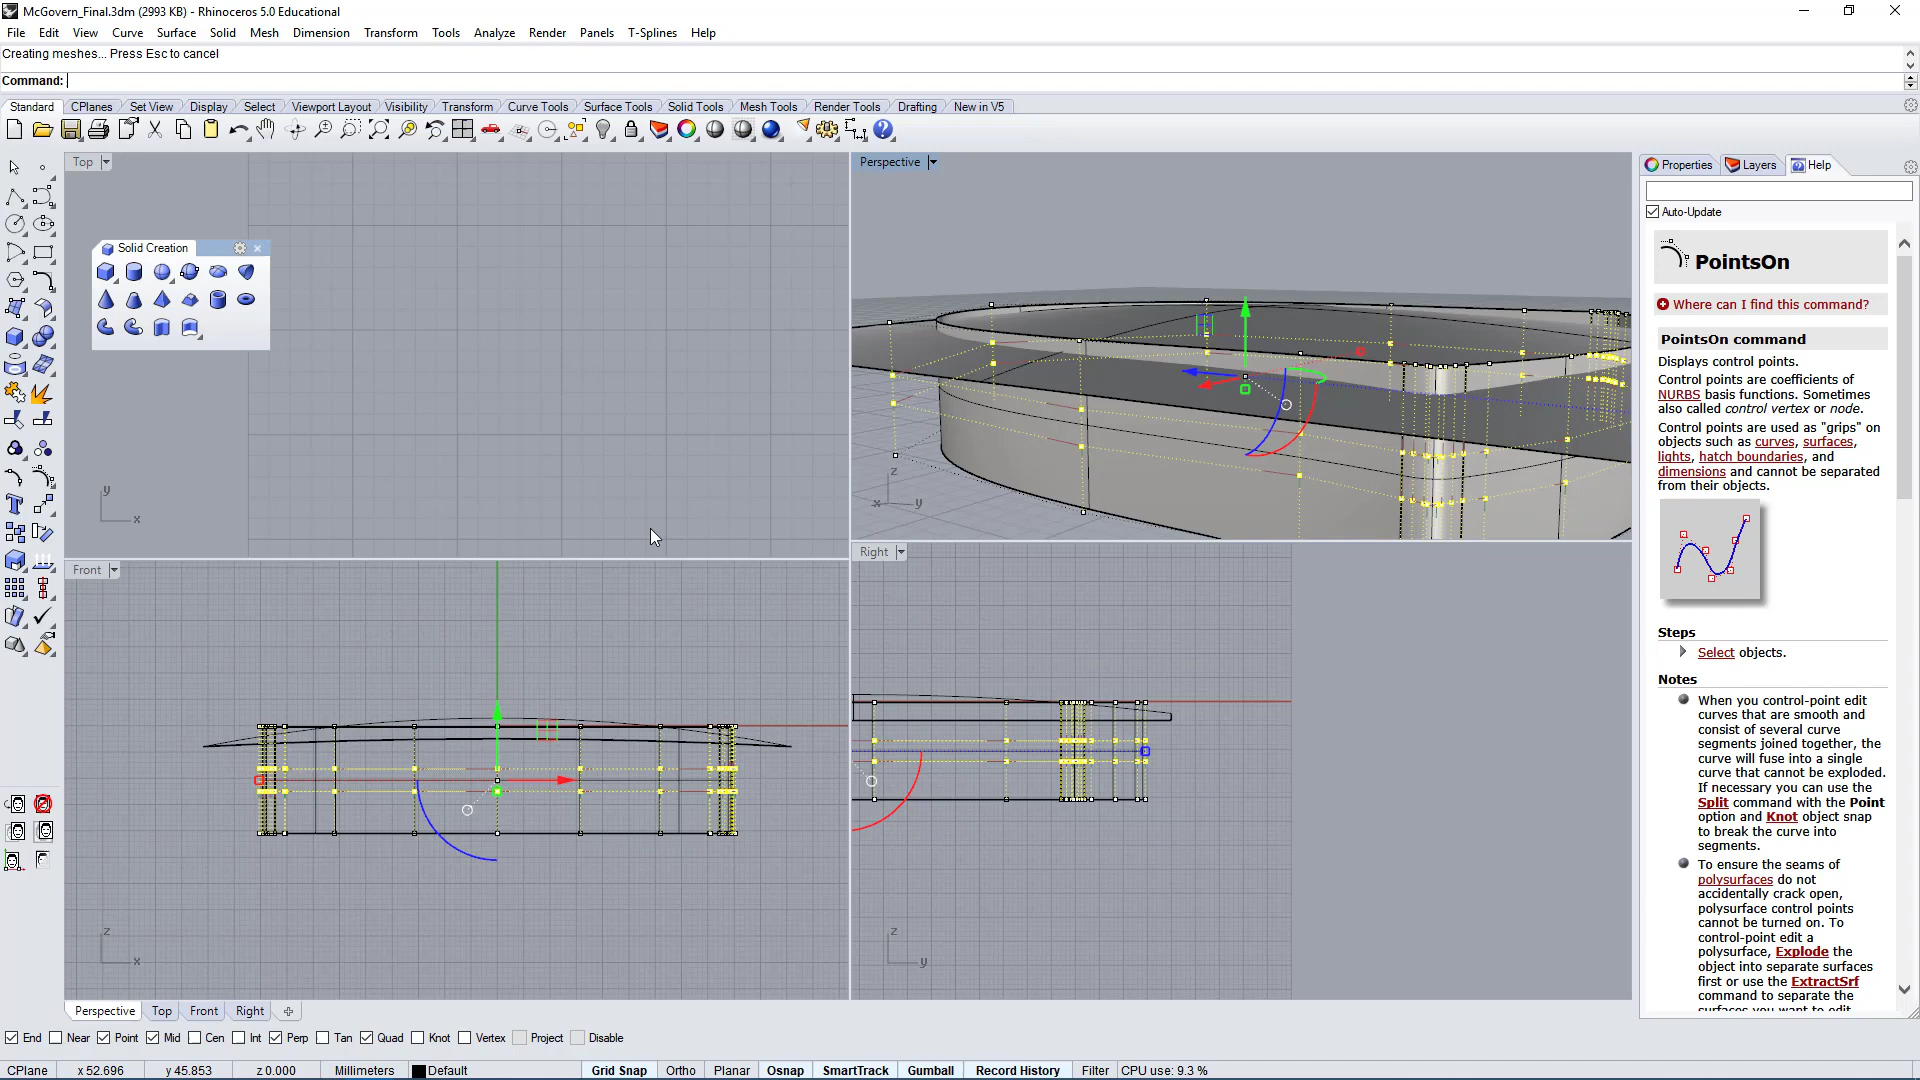 McGovern_Final.3dm (2993 KB) - Rhinoceros 5.0 Educational
File Edit View Curve Surface Solid Mesh Dimension Transform Tools Analyze Render Panels T-Splines Help
Creating meshes... Press Esc to cancel
Command:
Standard CPlanes Set View Display Select Viewport Layout Visibility Transform Curve Tools Surface Tools Solid Tools Mesh Tools Render Tools Drafting New in V5
Top
Perspective
Properties Layers Help
Auto-Update
Solid Creation
PointsOn
Where can I find this command?
PointsOn command
Displays control points.
Control points are coefficients of
NURBS basis functions. Sometimes
also called control vertex or node.
Control points are used as "grips" on
objects such as curves, surfaces,
lights, hatch boundaries, and
dimensions and cannot be separated
from their objects.
z
x y
y
x
Right
Front
Steps
Select objects.
Notes
When you control-point edit
curves that are smooth and
consist of several curve
segments joined together, the
curve will fuse into a single
curve that cannot be exploded.
If necessary you can use the
Split command with the Point
option and Knot object snap
to break the curve into
segments.
To ensure the seams of
polysurfaces do not
accidentally crack open,
polysurface control points
cannot be turned on. To
control-point edit a
polysurface, Explode the
object into separate surfaces
first or use the ExtractSrf
command to separate the
surfaces you want to edit
z
x
z
y
Perspective Top Front Right
End Near Point Mid Cen Int Perp Tan Quad Knot Vertex Project Disable
CPlane x 52.696 y 45.853 z 0.000 Millimeters Default Grid Snap Ortho Planar Osnap SmartTrack Gumball Record History Filter CPU use: 9.3 %